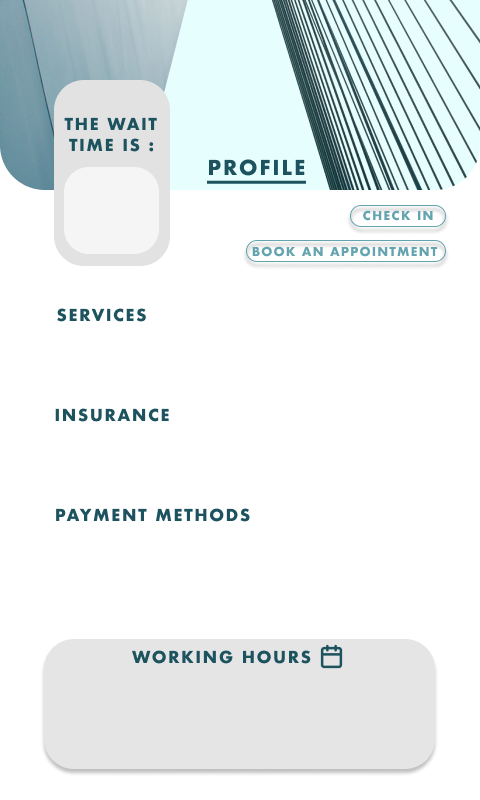 THE WAIT
TIME IS :
PROFILE
CHECK IN
BOOK AN APPOINTMENT
SERVICES
INSURANCE
PAYMENT METHODS
WORKING HOURS